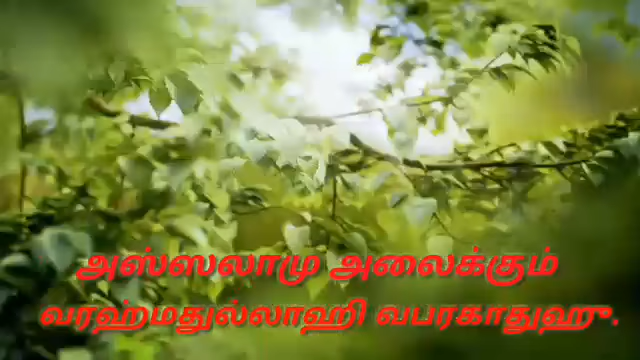 அஸ்ஸலாமு அலைக்கும்
வரஹ்மதுல்லாஹி வபரகாதுஹு.